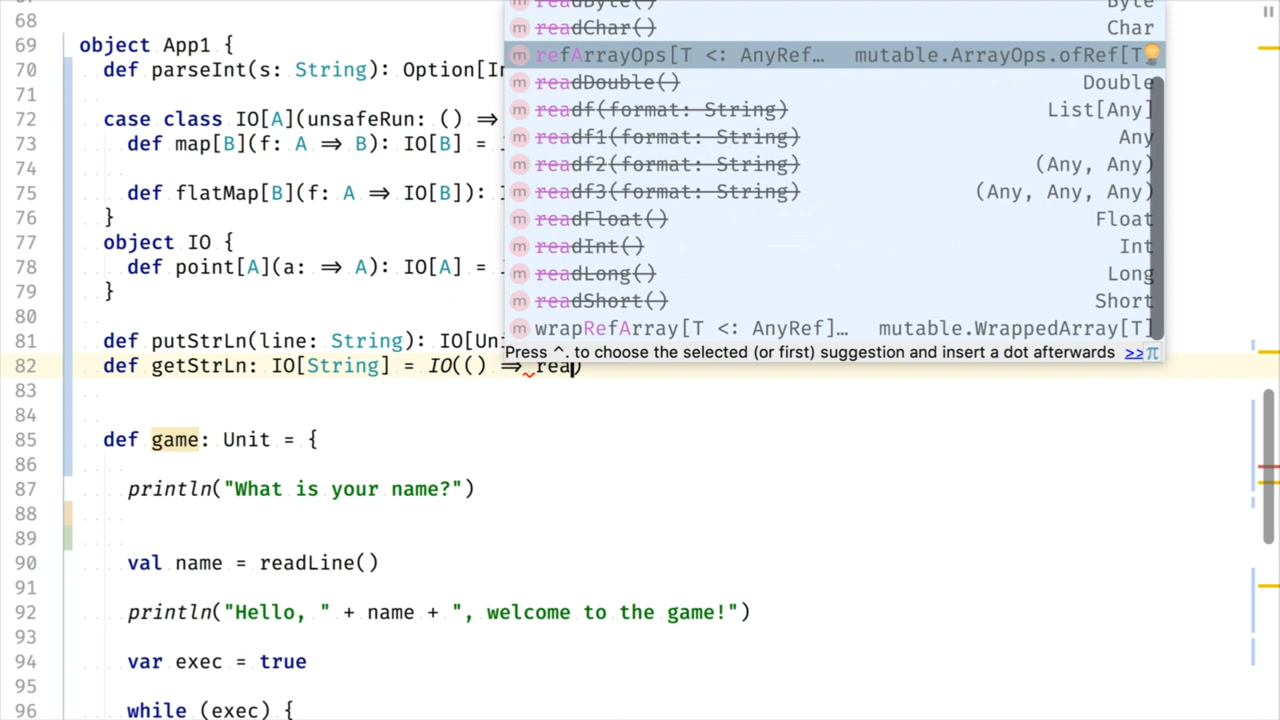 68
69 object App1 {
70 def parseInt(s: String): Option[In
71
72 case class IO[A](unsafeRun: () ⇒
73 def map[B](f: A ⇒ B): IO[B] =
74
75 def flatMap[B](f: A ⇒ IO[B]):
76 }
77 object IO {
78 def point[A](a: ⇒ A): IO[A] =
79 }
80
81 def putStrLn(line: String): IO[Uni
82 def getStrLn: IO[String] = IO(() ⇒ rea)
83
84
85 def game: Unit = {
86
87 println("What is your name?")
88
89
90 val name = readLine()
91
92 println("Hello, " + name + ", welcome to the game!")
93
94 var exec = true
95
96 while (exec) {
m readByte() Byte
m readChar() Char
m refArrayOps[T <: AnyRef… mutable.ArrayOps.ofRef[T
m readDouble() Double
m readf(format: String) List[Any]
m readf1(format: String) Any
m readf2(format: String) (Any, Any)
m readf3(format: String) (Any, Any, Any)
m readFloat() Float
m readInt() Int
m readLong() Long
m readShort() Short
m wrapRefArray[T <: AnyRef]… mutable.WrappedArray[T]
Press ^. to choose the selected (or first) suggestion and insert a dot afterwards >> π